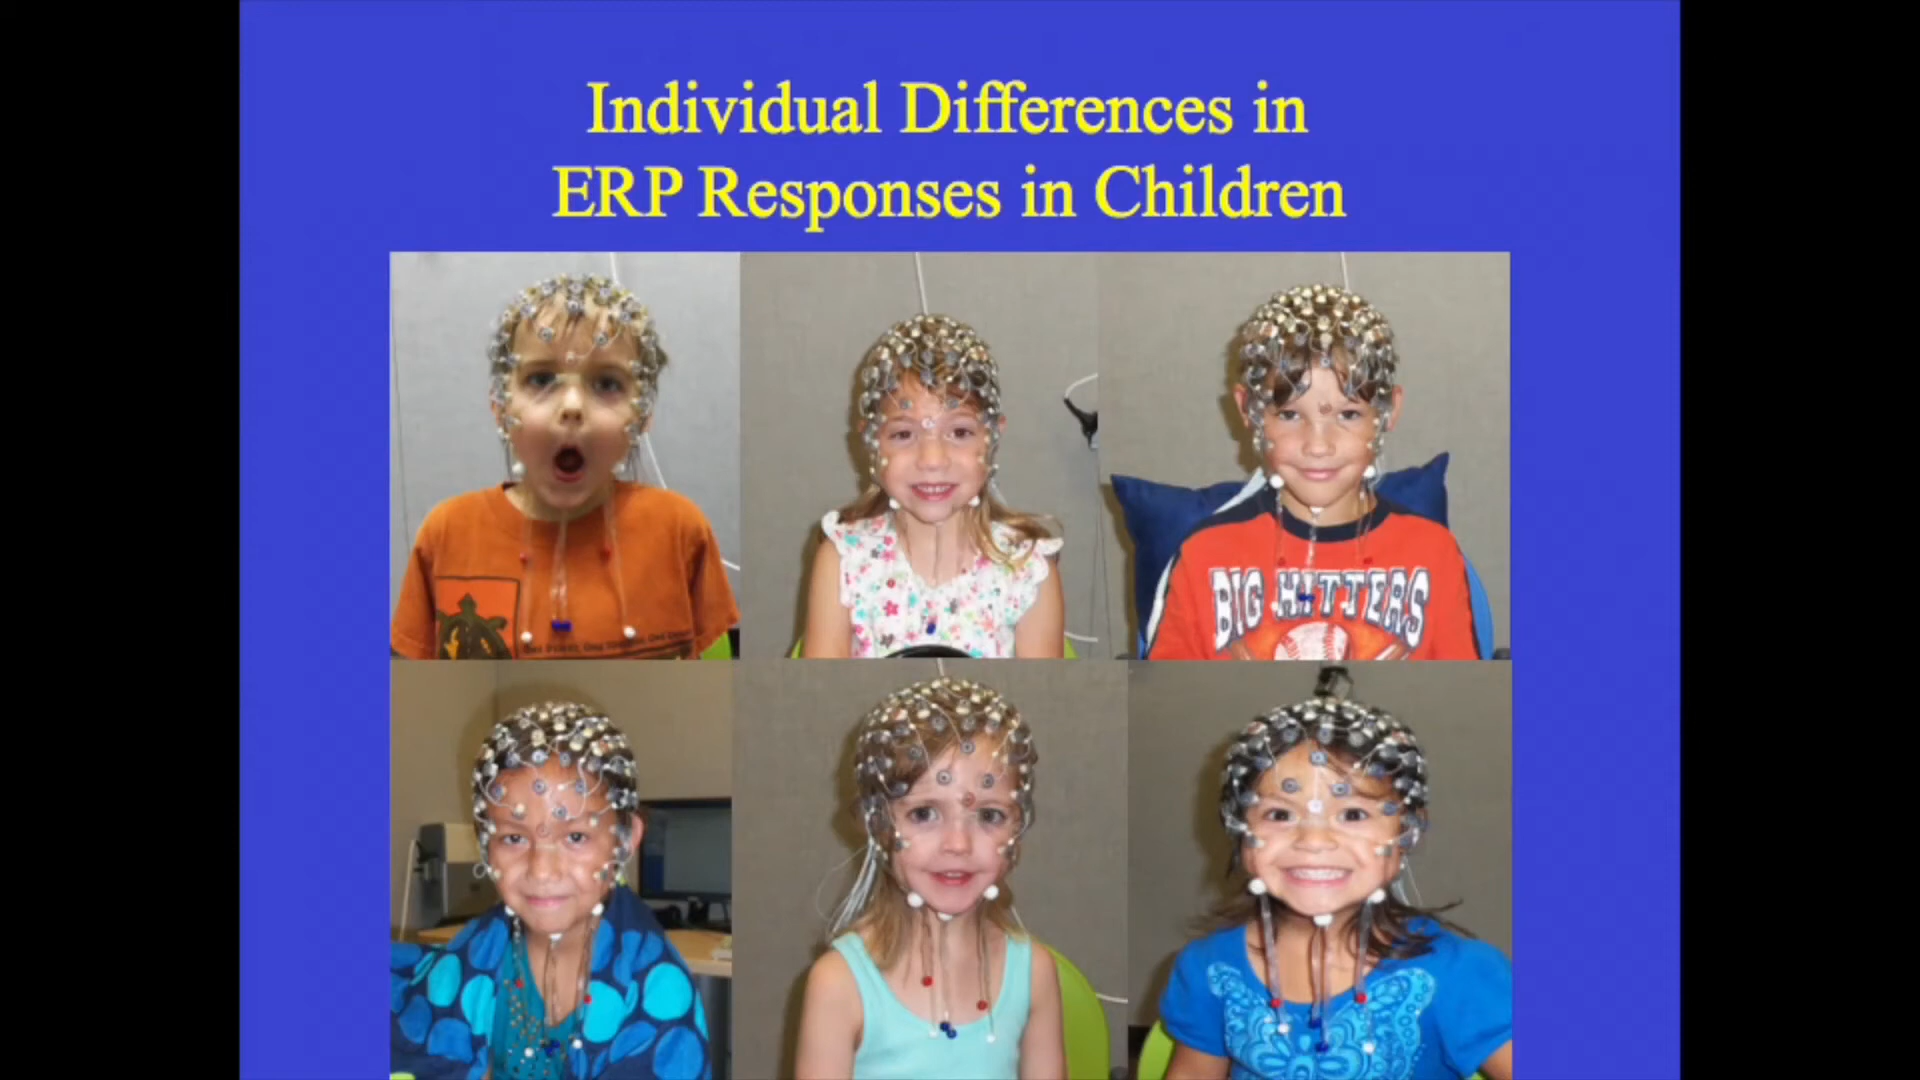 Individual Differences in
ERP Responses in Children
BIG HITTERS